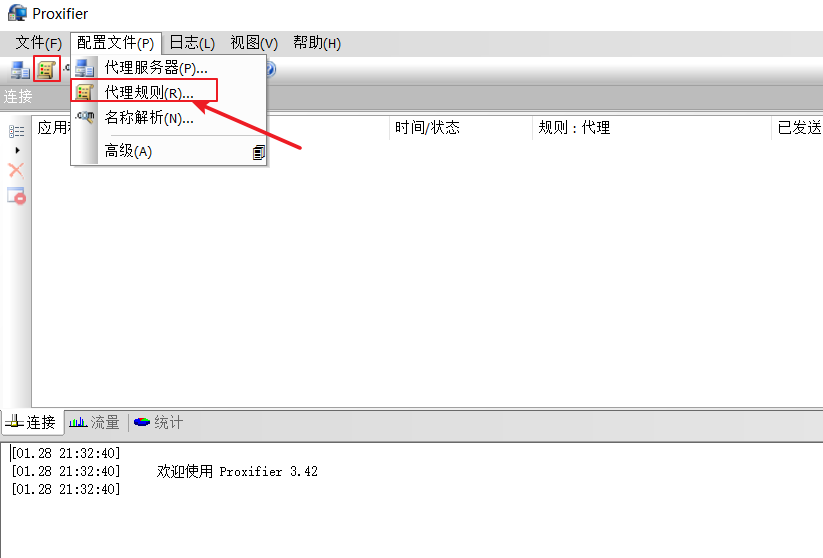 Proxifier
文件(F) 配置文件(P) 日志(L) 视图(V) 帮助(H)
代理服务器(P)...
代理规则(R)...
.com 名称解析(N)...
高级(A)
连接
时间/状态 规则：代理 已发送
连接 流量 统计
[01.28 21:32:40]
[01.28 21:32:40] 欢迎使用 Proxifier 3.42
[01.28 21:32:40]